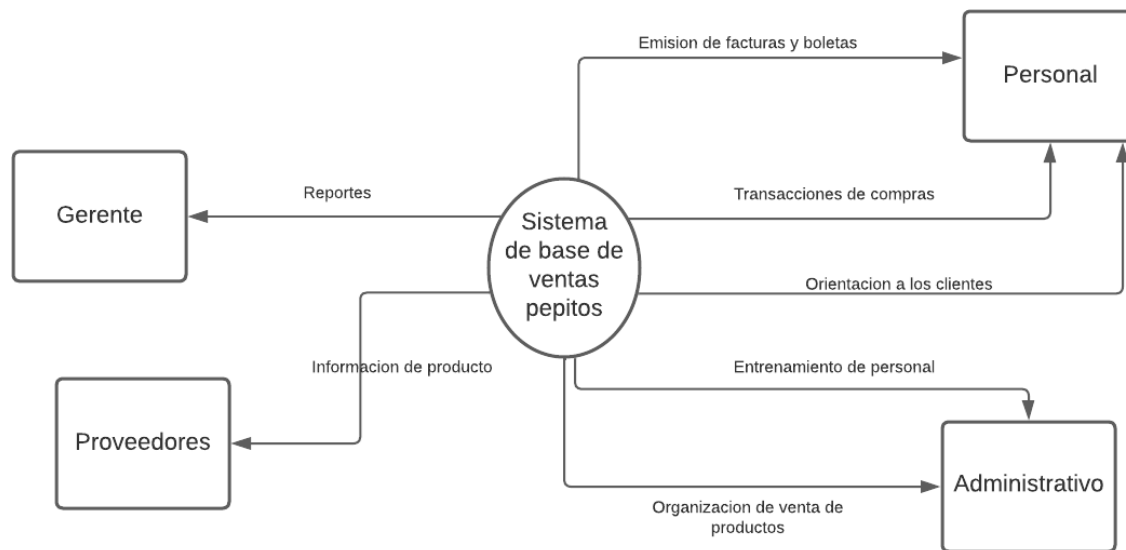 Emision de facturas y boletas
Personal
Gerente
Reportes
Transacciones de compras
Sistema
de base de
ventas
pepitos
Orientacion a los clientes
Informacion de producto
Entrenamiento de personal
Proveedores
Administrativo
Organizacion de venta de
productos